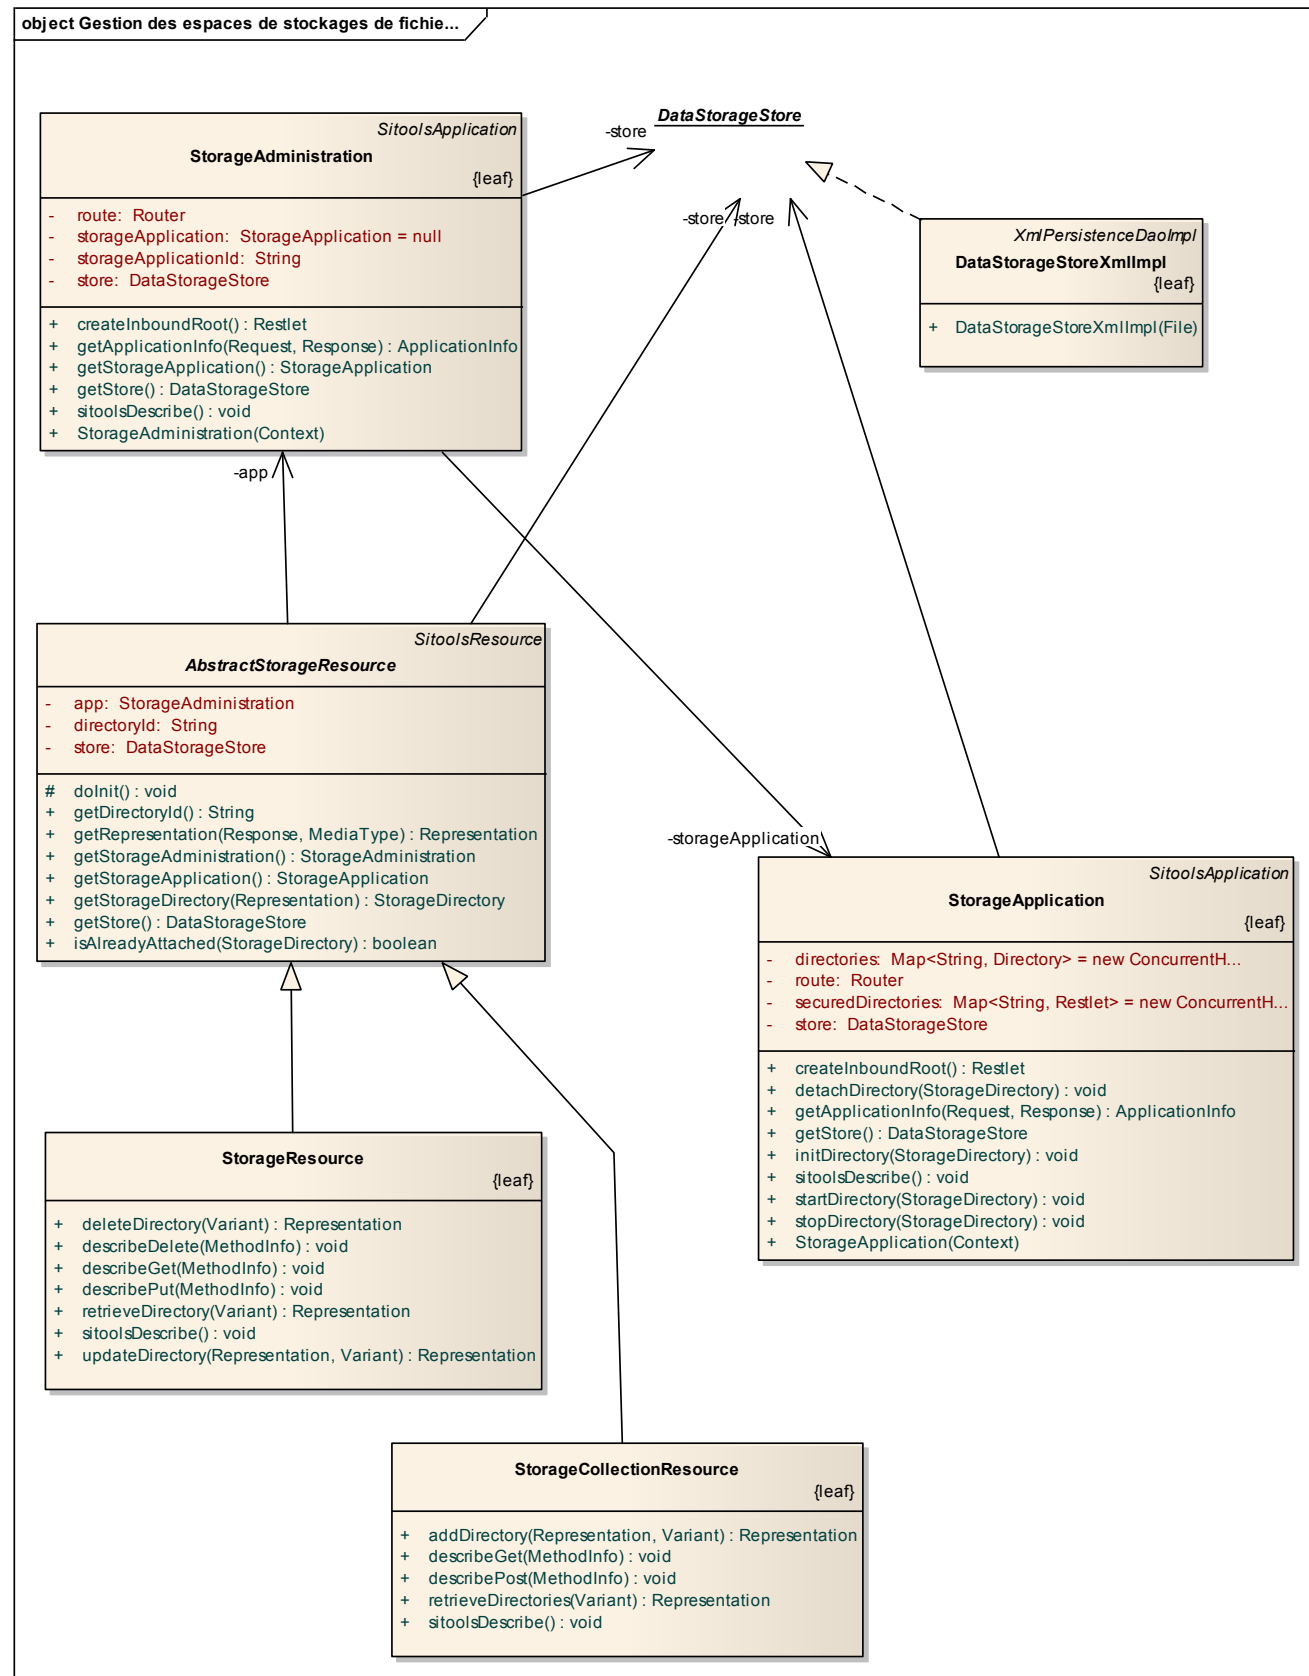 object Gestion des espaces de stockages de fichie...
DataStorageStore
-store
SitoolsApplication
StorageAdministration
{leaf}
- route: Router
- storageApplication: StorageApplication = null
- storageApplicationId: String
- store: DataStorageStore
+ createInboundRoot() : Restlet
+ getApplicationInfo(Request, Response) : ApplicationInfo
+ getStorageApplication() : StorageApplication
+ getStore() : DataStorageStore
+ sitoolsDescribe() : void
+ StorageAdministration(Context)
-store -store
XmlPersistenceDaoImpl
DataStorageStoreXmlImpl
{leaf}
+ DataStorageStoreXmlImpl(File)
-app
SitoolsResource
AbstractStorageResource
- app: StorageAdministration
- directoryId: String
- store: DataStorageStore
# doInit() : void
+ getDirectoryId() : String
+ getRepresentation(Response, MediaType) : Representation
+ getStorageAdministration() : StorageAdministration
+ getStorageApplication() : StorageApplication
+ getStorageDirectory(Representation) : StorageDirectory
+ getStore() : DataStorageStore
+ isAlreadyAttached(StorageDirectory) : boolean
-storageApplication
SitoolsApplication
StorageApplication
{leaf}
- directories: Map<String, Directory> = new ConcurrentH...
- route: Router
- securedDirectories: Map<String, Restlet> = new ConcurrentH...
- store: DataStorageStore
+ createInboundRoot() : Restlet
+ detachDirectory(StorageDirectory) : void
+ getApplicationInfo(Request, Response) : ApplicationInfo
+ getStore() : DataStorageStore
+ initDirectory(StorageDirectory) : void
+ sitoolsDescribe() : void
+ startDirectory(StorageDirectory) : void
+ stopDirectory(StorageDirectory) : void
+ StorageApplication(Context)
StorageResource
{leaf}
+ deleteDirectory(Variant) : Representation
+ describeDelete(MethodInfo) : void
+ describeGet(MethodInfo) : void
+ describePut(MethodInfo) : void
+ retrieveDirectory(Variant) : Representation
+ sitoolsDescribe() : void
+ updateDirectory(Representation, Variant) : Representation
StorageCollectionResource
{leaf}
+ addDirectory(Representation, Variant) : Representation
+ describeGet(MethodInfo) : void
+ describePost(MethodInfo) : void
+ retrieveDirectories(Variant) : Representation
+ sitoolsDescribe() : void